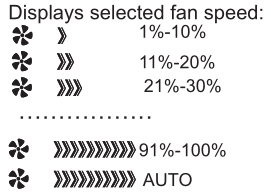 Displays selected fan speed:
1%-10%
11%-20%
21%-30%
.................
91%-100%
AUTO